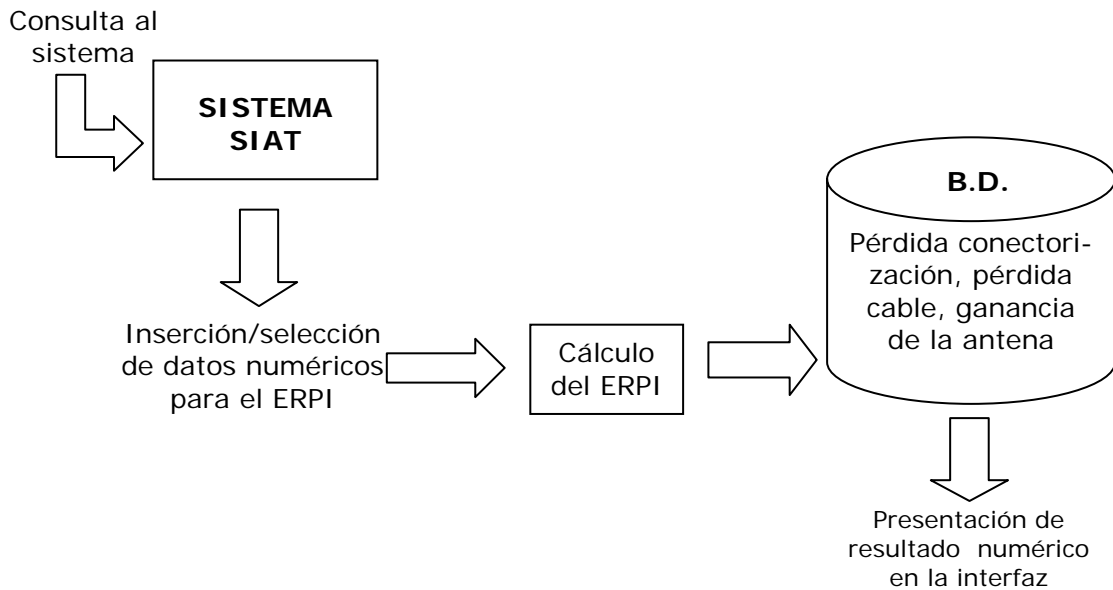 Consulta al
sistema
SISTEMA
SIAT
Inserción/selección
de datos numéricos
para el ERPI
Cálculo
del ERPI
B.D.
Pérdida conectori-
zación, pérdida
cable, ganancia
de la antena
Presentación de
resultado numérico
en la interfaz